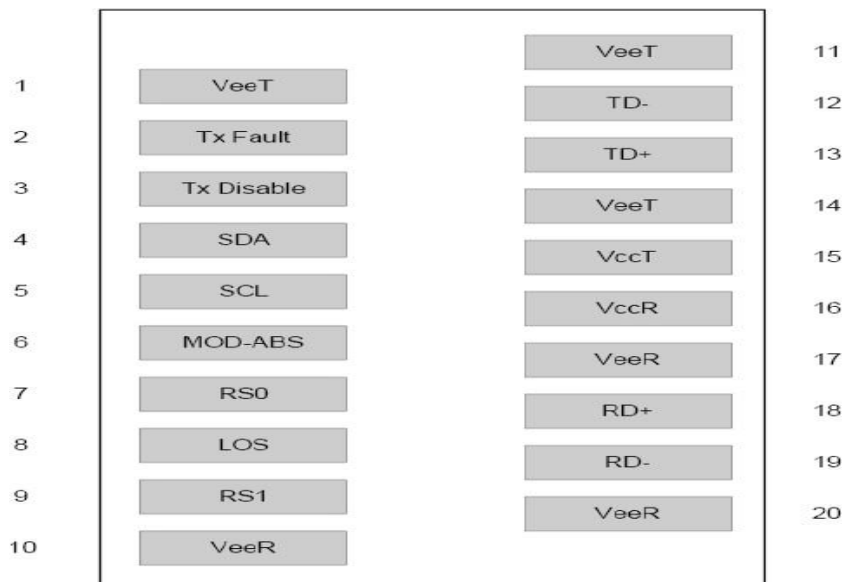 VeeT 11
1 VeeT
TD- 12
2 Tx Fault
TD+ 13
3 Tx Disable
VeeT 14
4 SDA
VccT 15
5 SCL
VccR 16
6 MOD-ABS
VeeR 17
7 RS0
RD+ 18
8 LOS
RD- 19
9 RS1
VeeR 20
10 VeeR